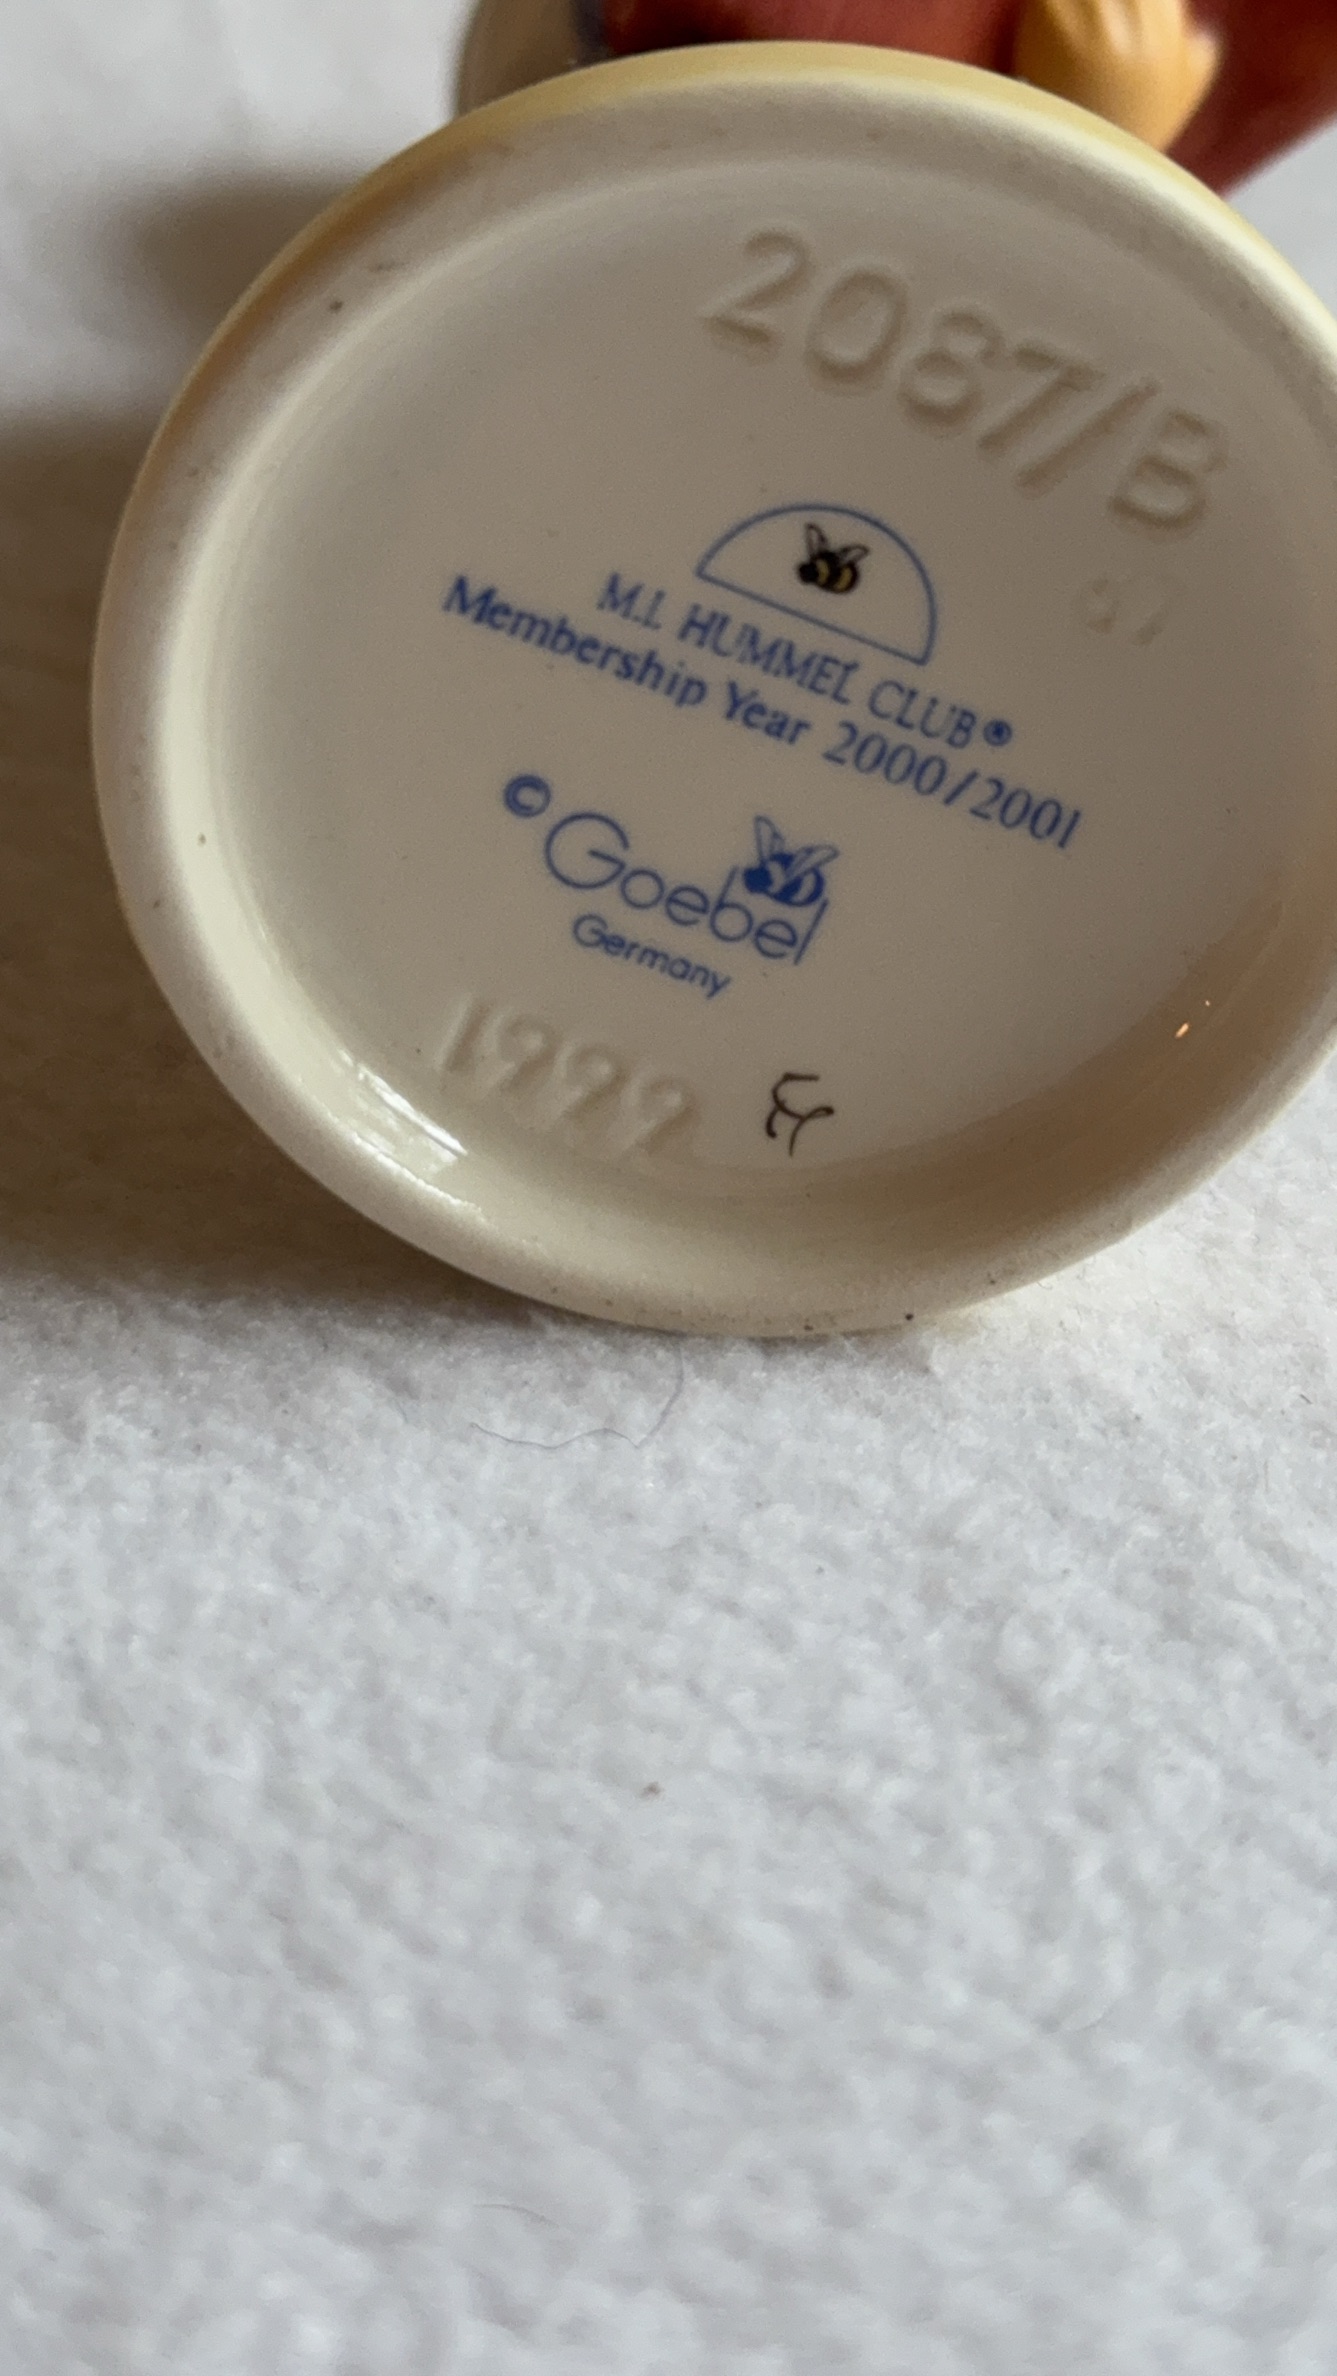 2087/B
M.I. HUMMEL CLUB®
Membership Year 2000/2001
© Goebel
Germany
1999